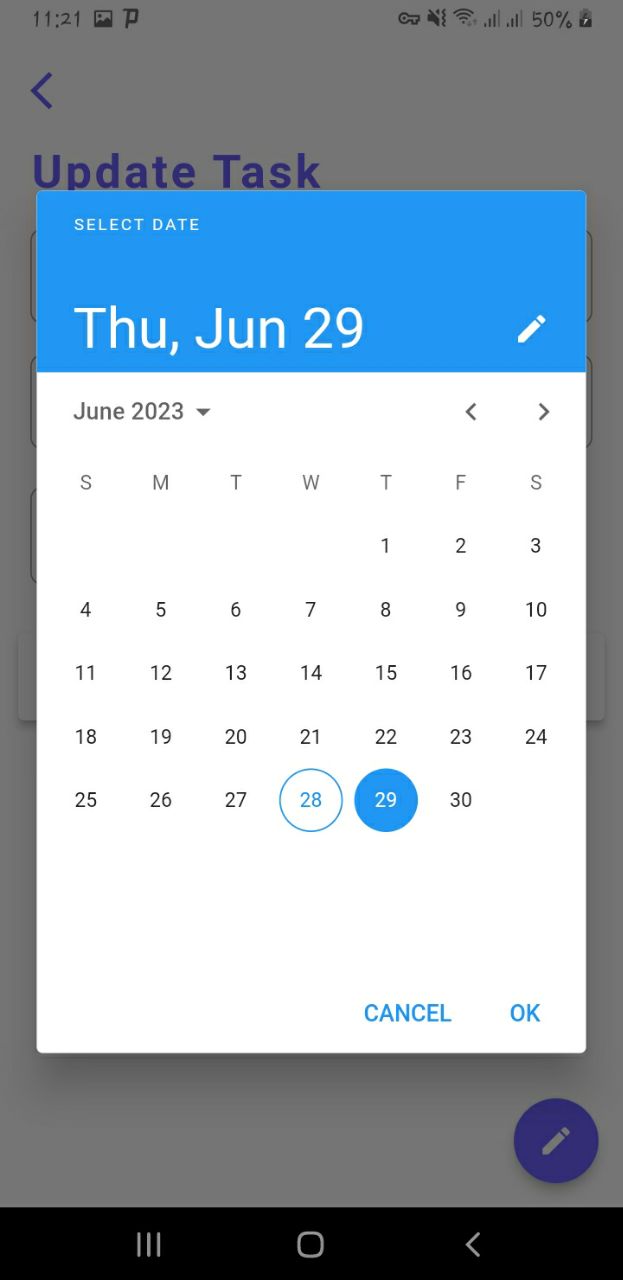 11:21 50%
Update Task
SELECT DATE
Thu, Jun 29
June 2023
S M T W T F S
1 2 3
4 5 6 7 8 9 10
11 12 13 14 15 16 17
18 19 20 21 22 23 24
25 26 27 28 29 30
CANCEL OK